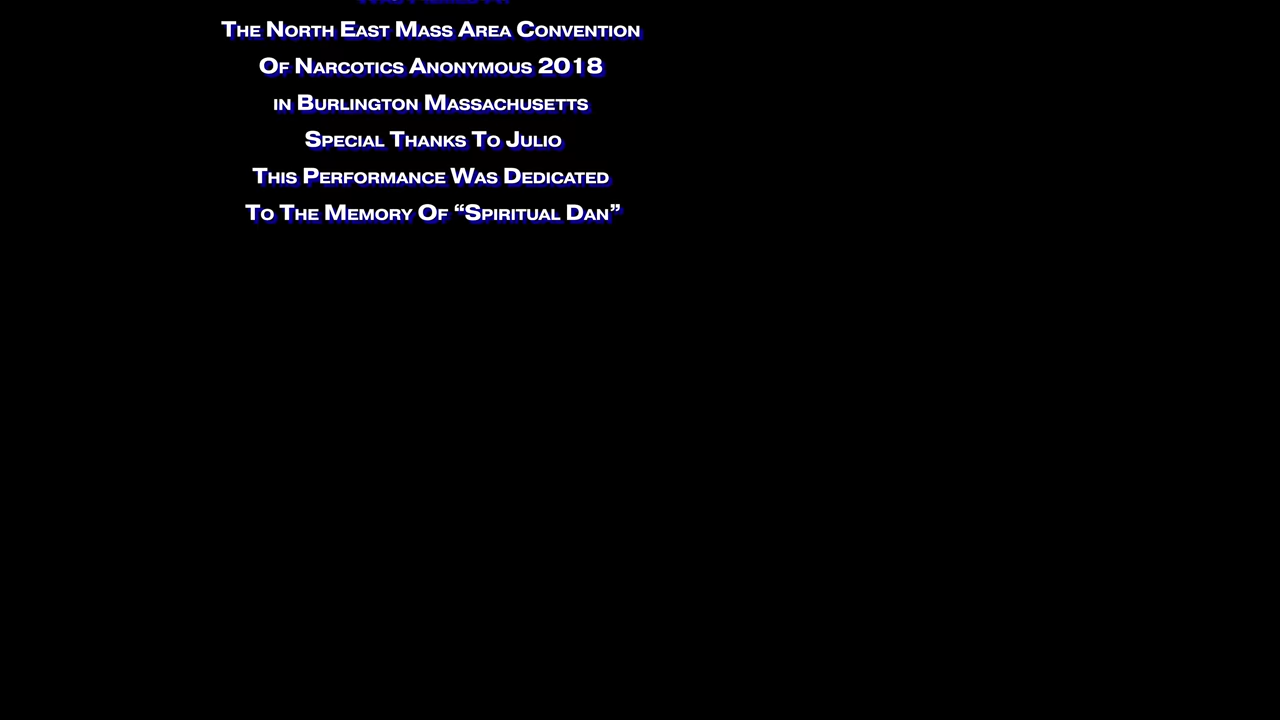 The North East Mass Area Convention
Of Narcotics Anonymous 2018
in Burlington Massachusetts
Special Thanks To Julio
This Performance Was Dedicated
To The Memory Of “Spiritual Dan”